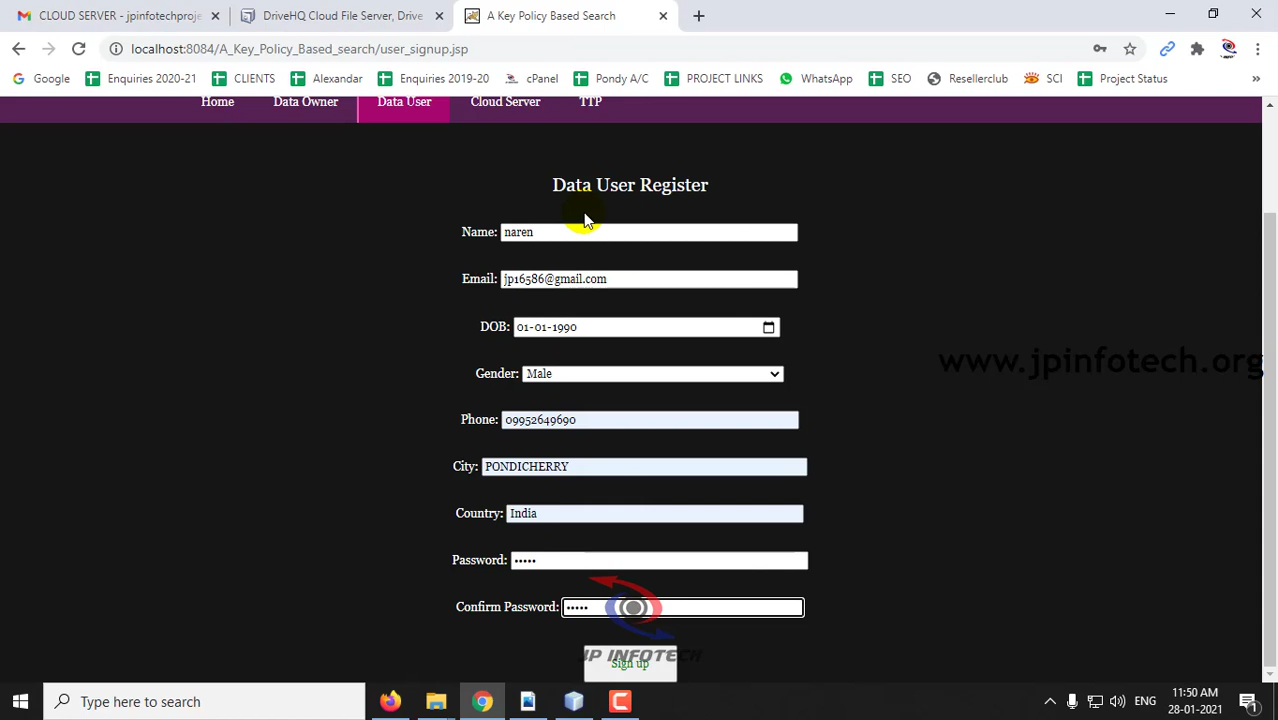 CLOUD SERVER - jpinfotechproje
DriveHQ Cloud File Server, Drive
A Key Policy Based Search
localhost:8084/A_Key_Policy_Based_search/user_signup.jsp
Google Enquiries 2020-21 CLIENTS Alexandar Enquiries 2019-20 cPanel Pondy A/C PROJECT LINKS WhatsApp SEO Resellerclub SCI Project Status »
Home Data Owner Data User Cloud Server TTP
Data User Register
Name: naren
Email: jp16586@gmail.com
DOB: 01-01-1990
Gender: Male
www.jpinfotech.org
Phone: 09952649690
City: PONDICHERRY
Country: India
Password: •••••
Confirm Password: •••••
JP INFOTECH
Sign up
Type here to search
ENG
11:50 AM
28-01-2021
1